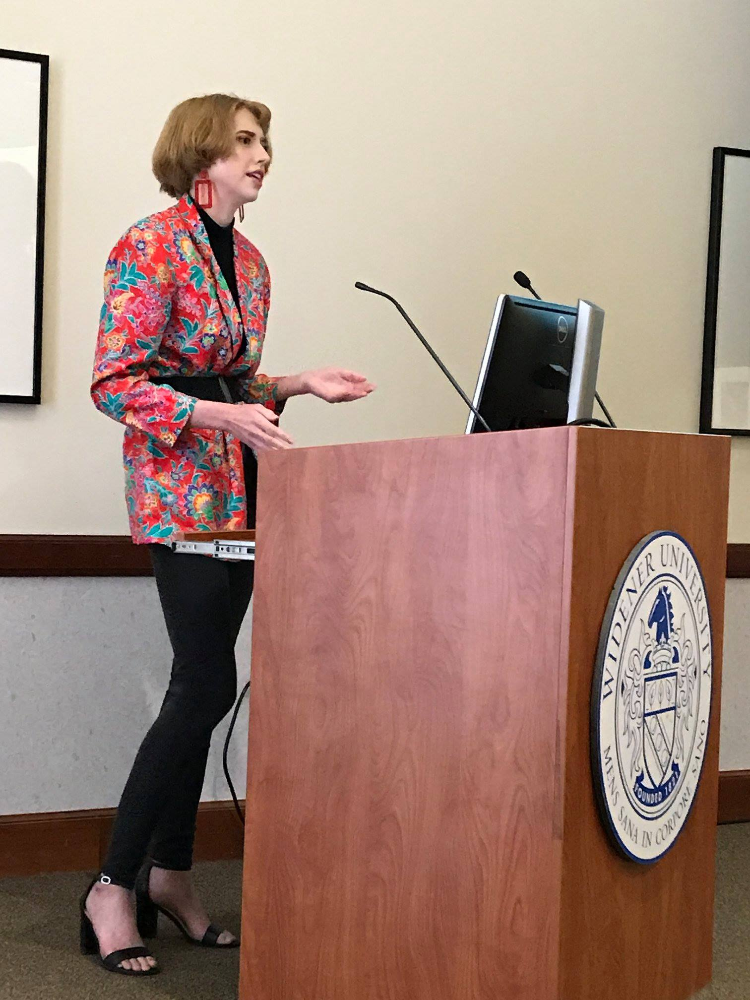 DELL
WIDENER UNIVERSITY
FOUNDED 1821
MENS SANA IN CORPORE SANO